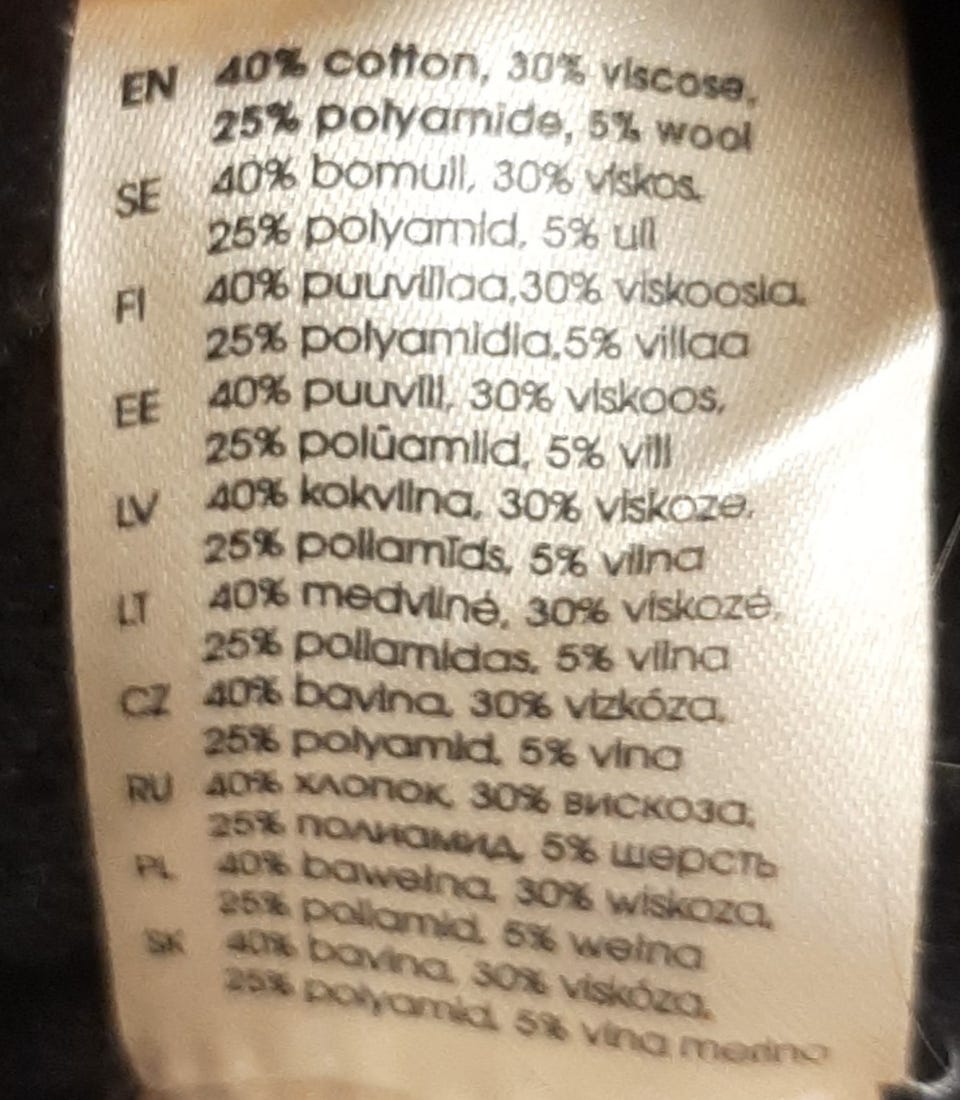 EN 40% cotton, 30% viscose,
25% polyamide, 5% wool
SE 40% bomull, 30% viskos,
25% polyamid, 5% ull
FI 40% puuvillaa,30% viskoosia,
25% polyamidia,5% villaa
EE 40% puuvill, 30% viskoos,
25% polüamiid, 5% vill
LV 40% kokvilna, 30% viskoze,
25% poliamīds, 5% vilna
LT 40% medvilnė, 30% viskozė,
25% poliamidas, 5% vilna
CZ 40% bavlna, 30% vizkóza,
25% polyamid, 5% vlna
RU 40% хлопок, 30% вискоза,
25% полиамид, 5% шерсть
PL 40% bawełna, 30% wiskoza,
25% poliamid, 5% wełna
SK 40% bavlna, 30% viskóza,
25% polyamid, 5% vlna merino